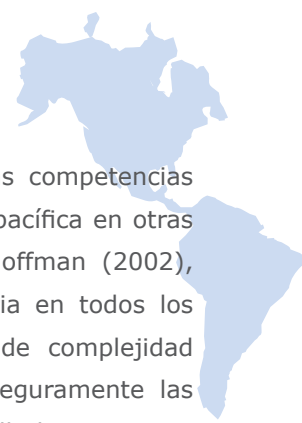 s competencias
pacífica en otras
offman (2002),
ia en todos los
de complejidad
eguramente las